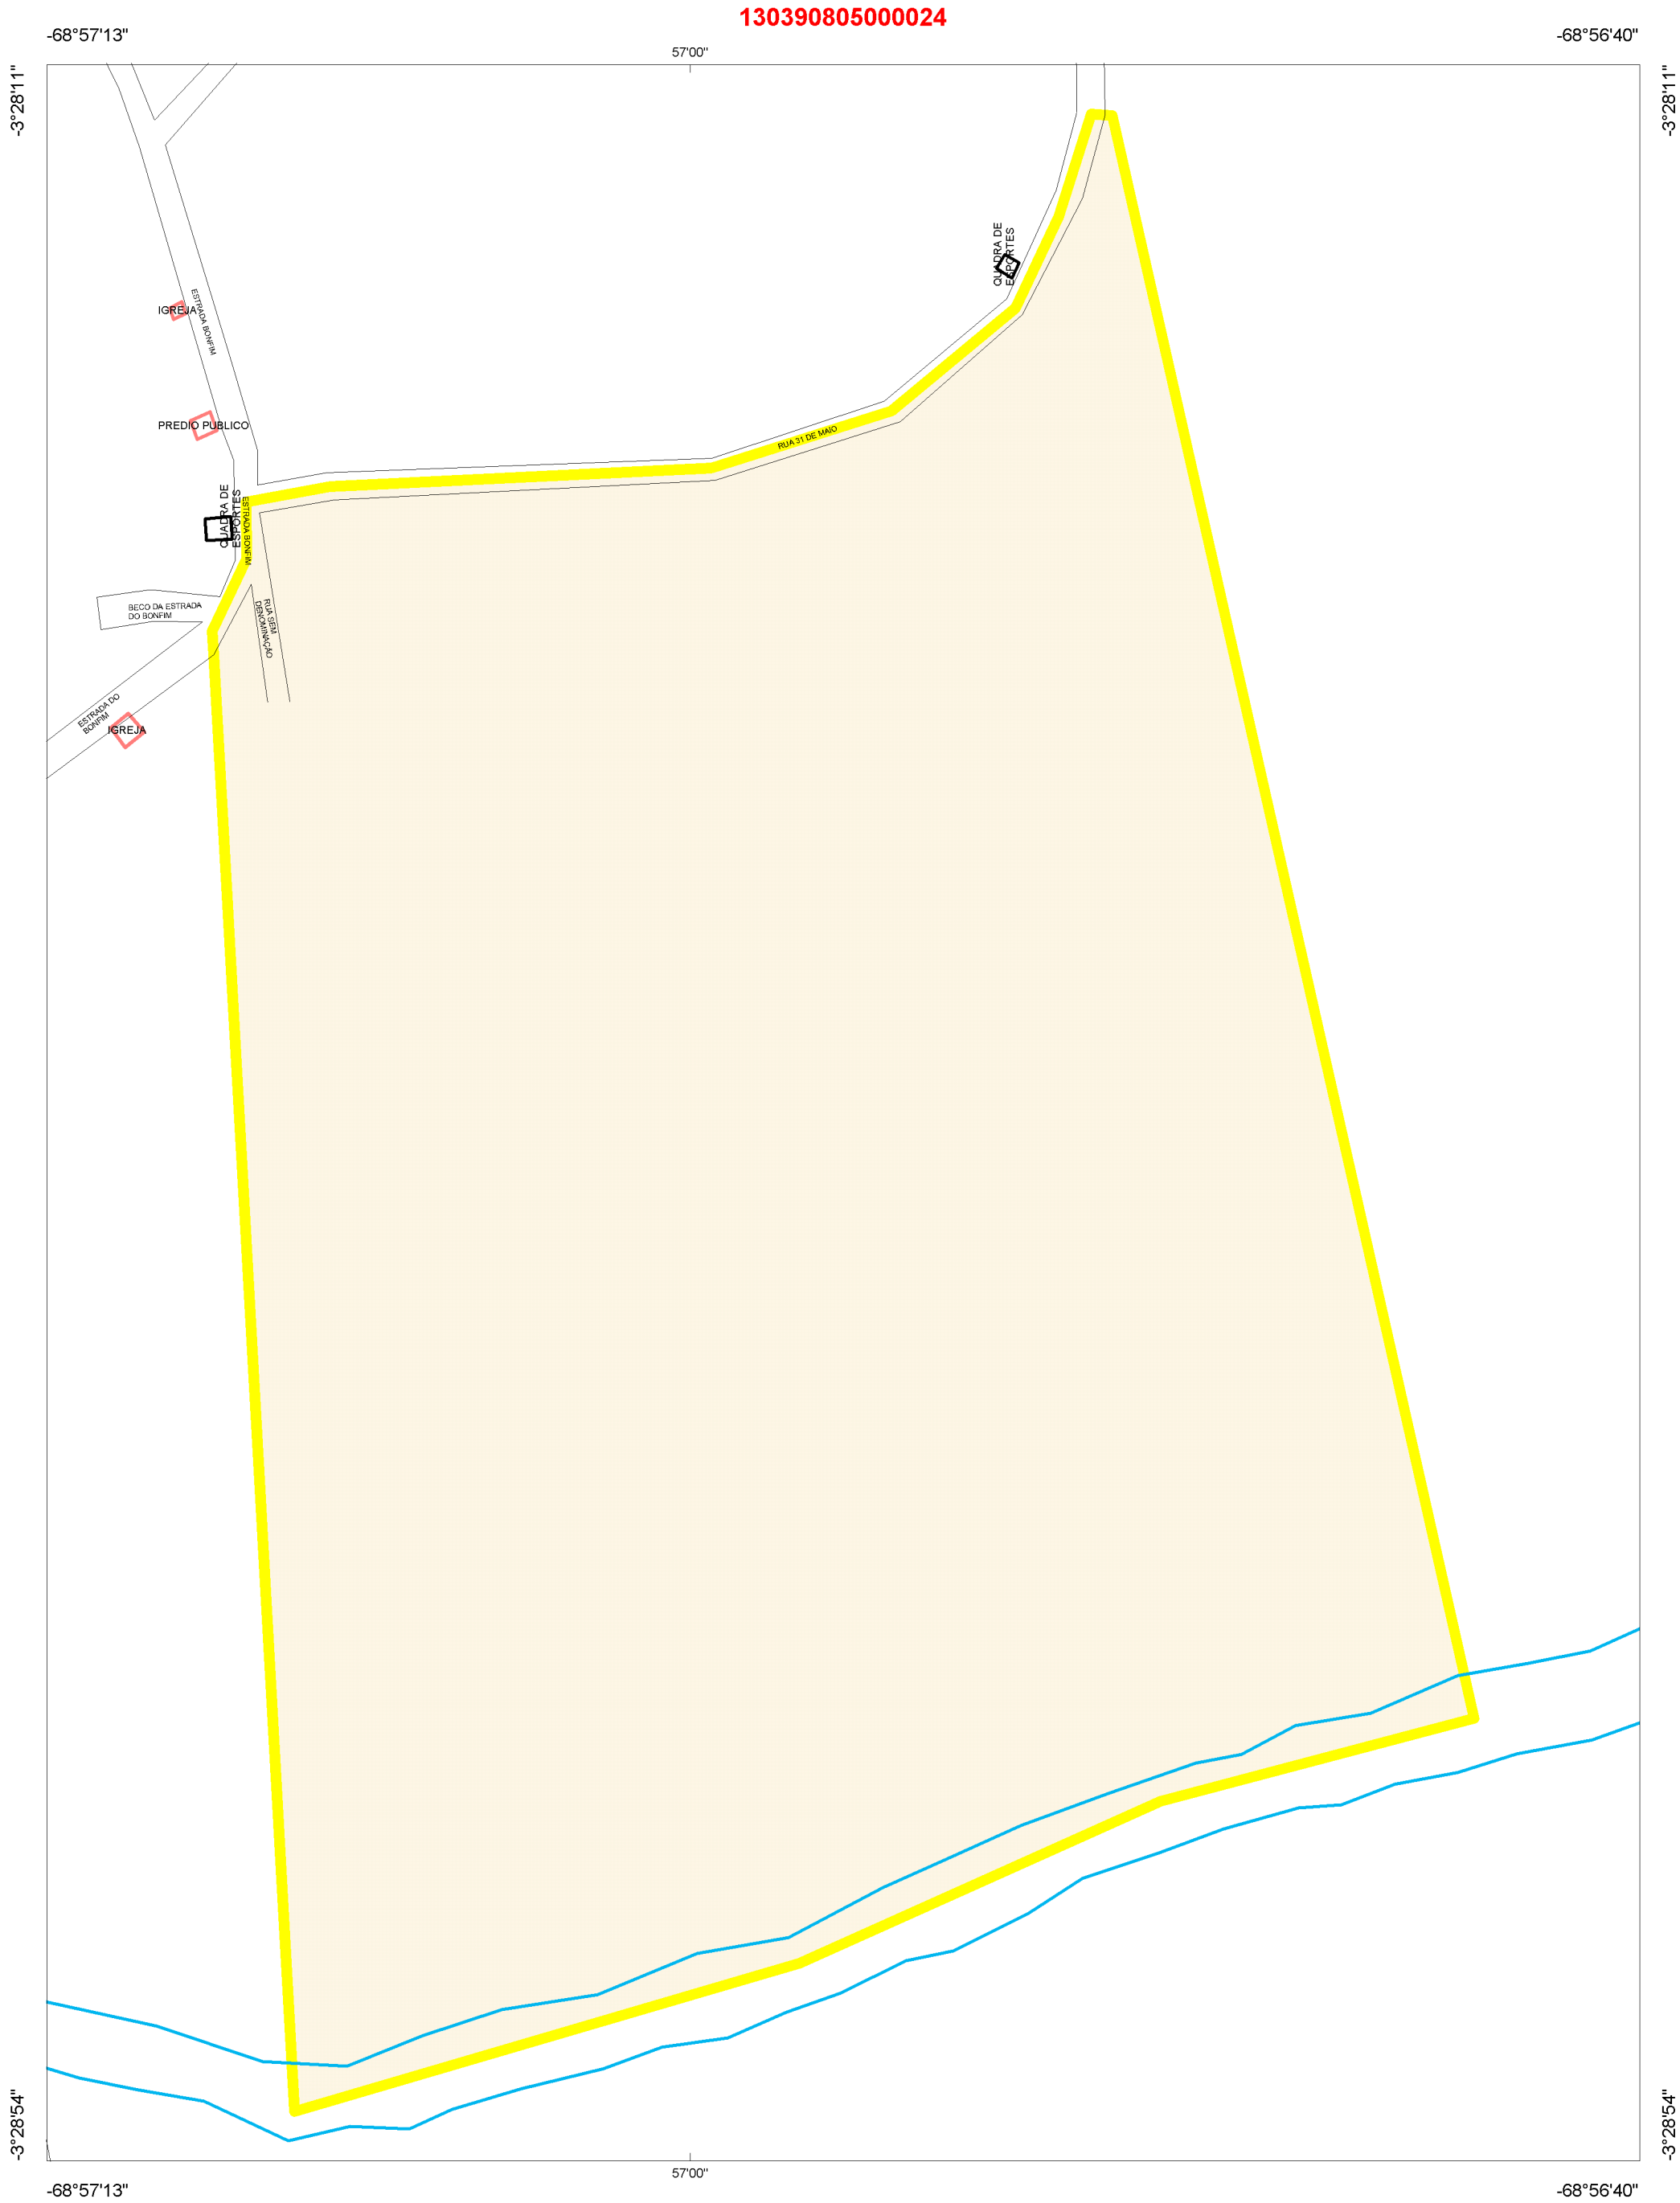 130390805000024
-68°57'13"
57'00"
-68°56'40"
-3°28'11"
-3°28'11"
QUADRA DE
ESPORTES
IGREJA
ESTRADA BONFIM
PREDIO PUBLICO
RUA 31 DE MAIO
QUADRA DE
ESPORTES
ESTRADA BONFIM
BECO DA ESTRADA
DO BONFIM
RUA SEM
DENOMINAÇÃO
ESTRADA DO
BONFIM
IGREJA
-3°28'54"
-3°28'54"
-68°57'13"
57'00"
-68°56'40"